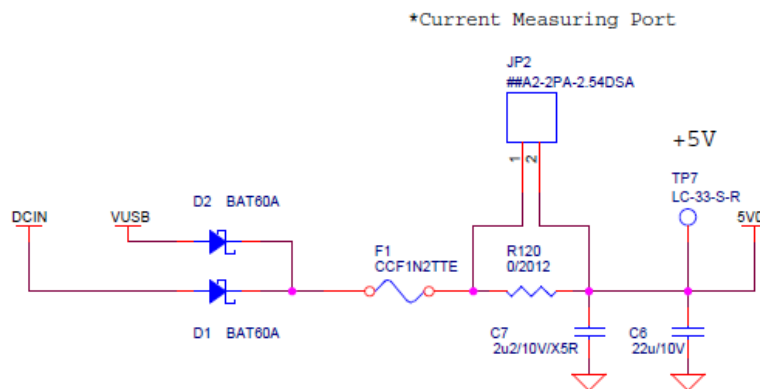 *Current Measuring Port
JP2
##A2-2PA-2.54DSA
1
2
+5V
TP7
LC-33-S-R
DCIN
VUSB
D2 BAT60A
5V0
F1
CCF1N2TTE
R120
0/2012
D1 BAT60A
C7
2u2/10V/X5R
C6
22u/10V